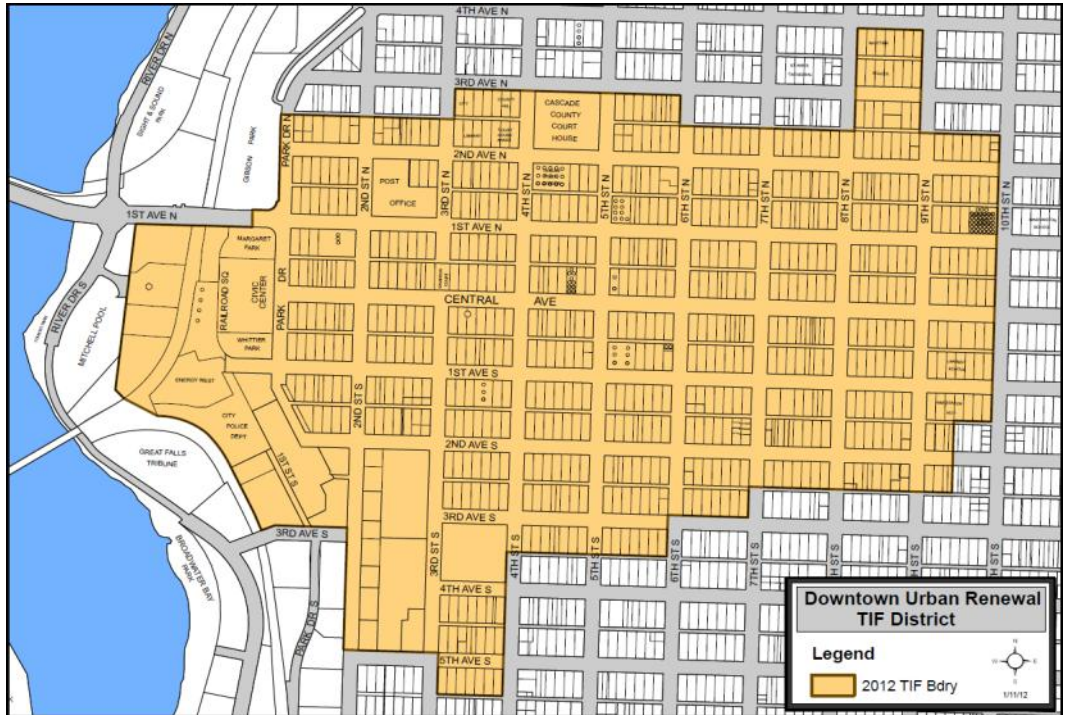 4TH AVE N
RIVER DR N
SIGHT & SOUND
PARK
GIBSON PARK
PARK DR N
3RD AVE N
CITY
LIBRARY
CASCADE
COUNTY
COURT
HOUSE
2ND AVE N
POST
OFFICE
2ND ST N
3RD ST N
4TH ST N
5TH ST N
6TH ST N
7TH ST N
8TH ST N
9TH ST N
10TH ST N
1ST AVE N
1ST AVE N
MARGARET
PARK
RAILROAD SQ
CIVIC
CENTER
PARK DR
CENTRAL AVE
RIVER DR S
MITCHELL POOL
WHITTIER
PARK
ENERGY WEST
1ST AVE S
CITY
POLICE
DEPT
2ND ST S
2ND AVE S
GREAT FALLS
TRIBUNE
1ST ST S
3RD AVE S
3RD AVE S
BROADWATER BAY
PARK
PARK DR S
3RD ST S
4TH ST S
5TH ST S
6TH ST S
7TH ST S
4TH AVE S
5TH AVE S
Downtown Urban Renewal
TIF District
Legend
2012 TIF Bdry
N
W
E
S
1/11/12